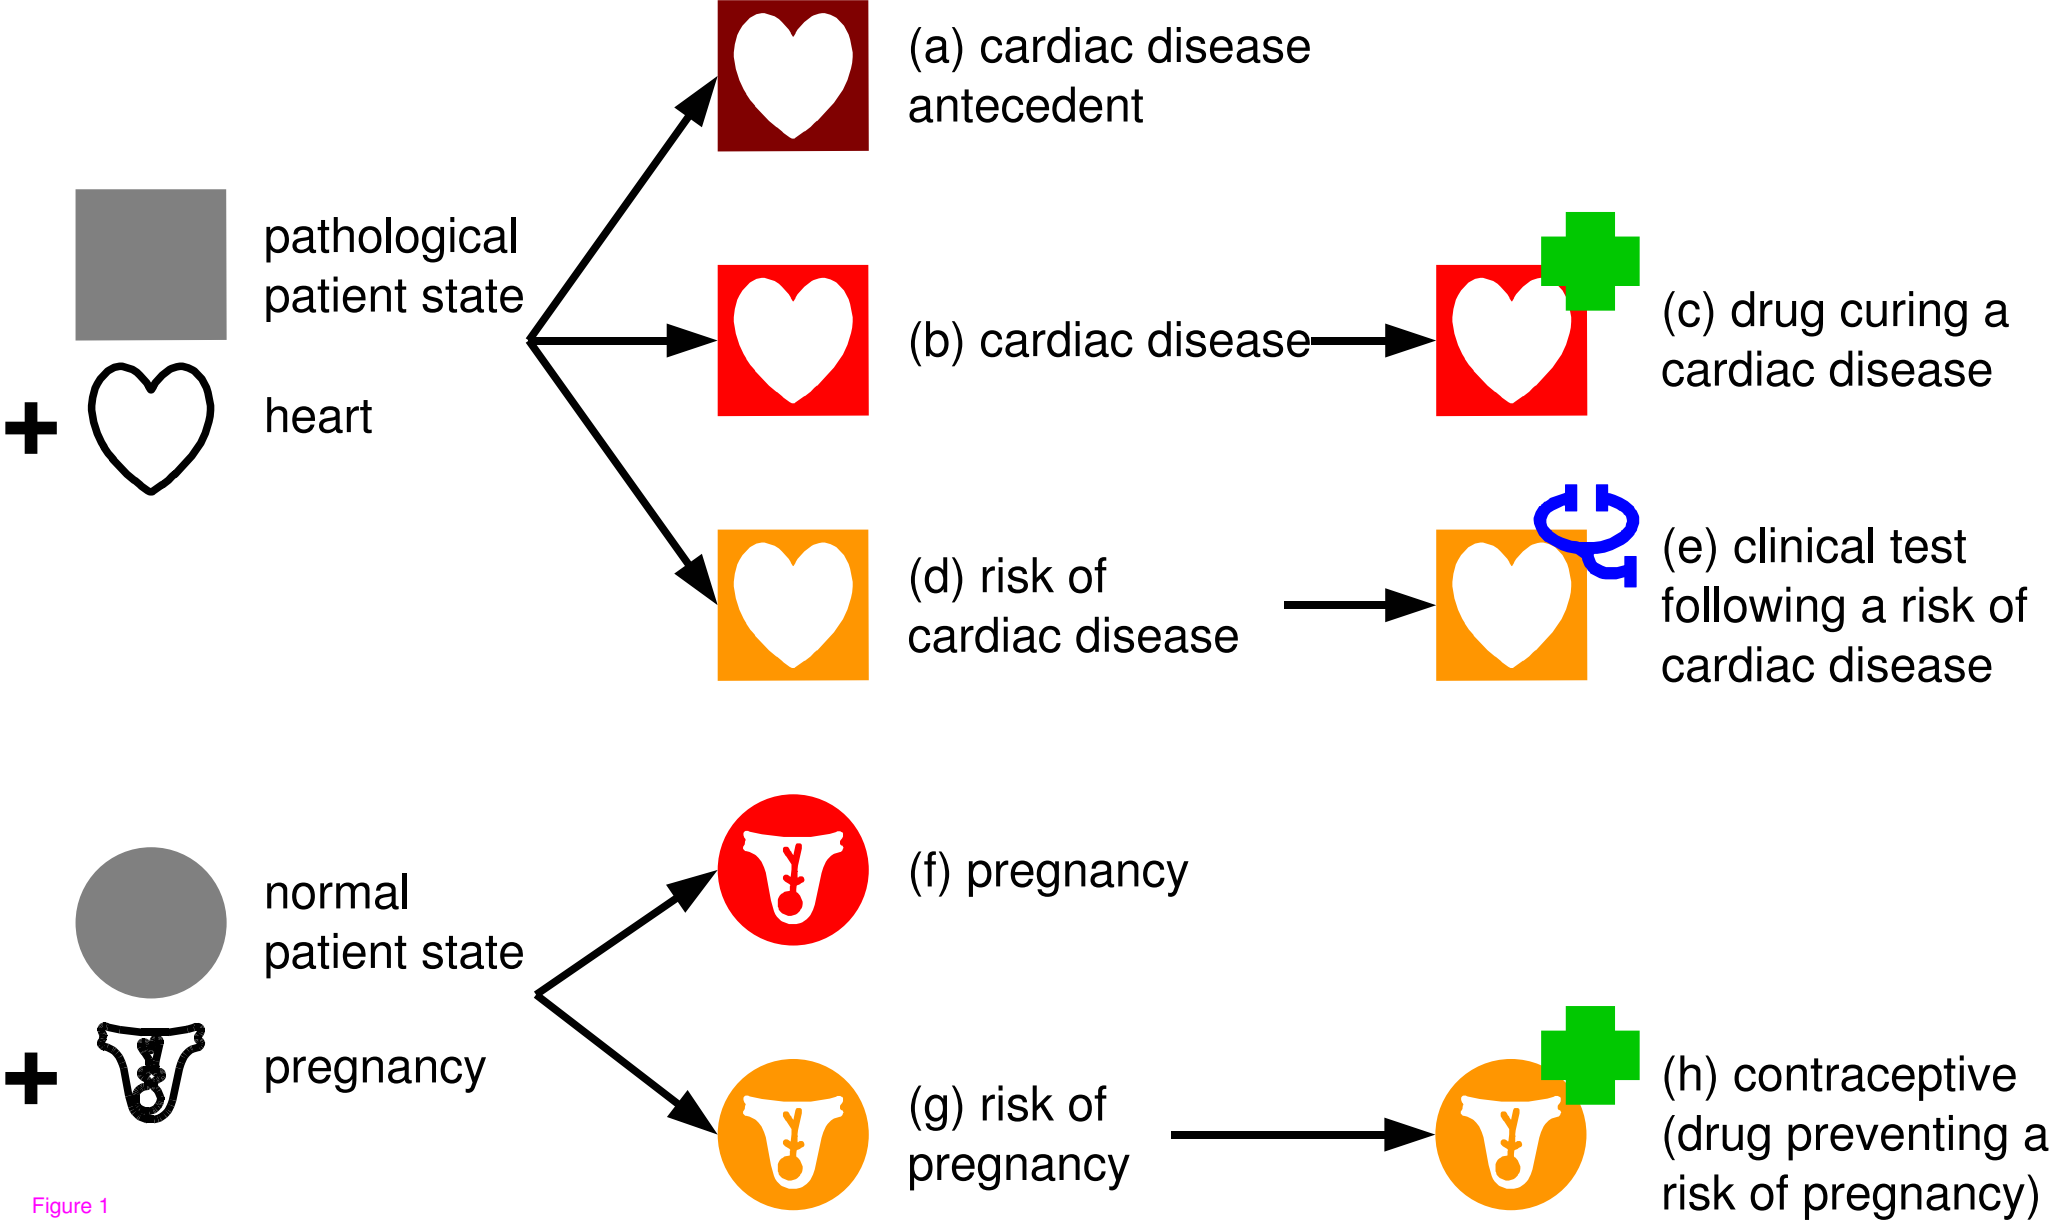 (a) cardiac disease
antecedent
pathological
patient state
heart
(b) cardiac disease
(c) drug curing a
cardiac disease
(d) risk of
cardiac disease
(e) clinical test
following a risk of
cardiac disease
normal
patient state
pregnancy
(f) pregnancy
(g) risk of
pregnancy
(h) contraceptive
(drug preventing a
risk of pregnancy)
Figure 1